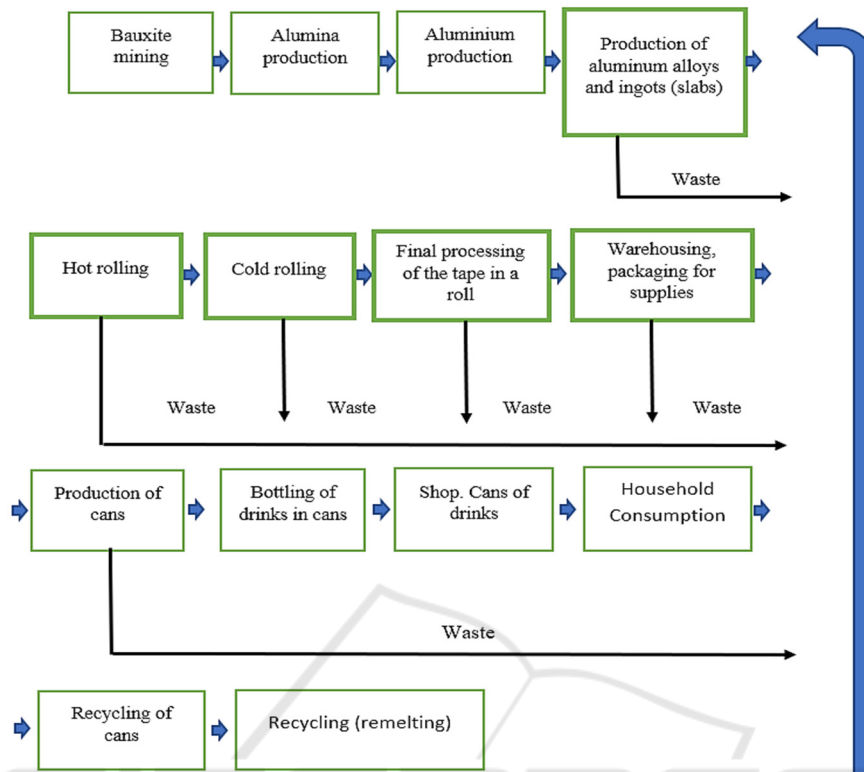 Bauxite
mining
Alumina
production
Aluminium
production
Production of
aluminum alloys
and ingots (slabs)
Waste
Hot rolling
Cold rolling
Final processing
of the tape in a
roll
Warehousing,
packaging for
supplies
Waste
Waste
Waste
Waste
Production of
cans
Bottling of
drinks in cans
Shop. Cans of
drinks
Household
Consumption
Waste
Recycling of
cans
Recycling (remelting)